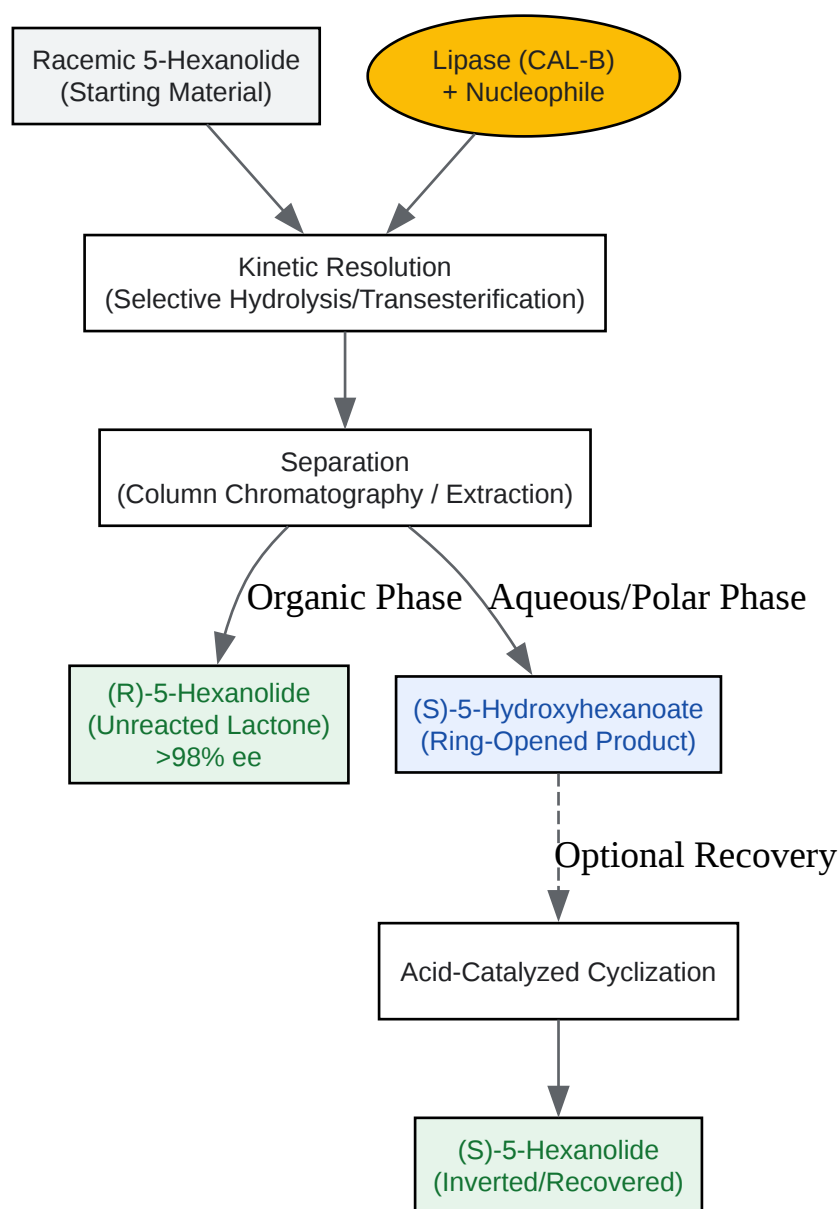 Racemic 5-Hexanolide
(Starting Material)
Lipase (CAL-B)
+ Nucleophile
Kinetic Resolution
(Selective Hydrolysis/Transesterification)
Separation
(Column Chromatography / Extraction)
Organic Phase
Aqueous/Polar Phase
(R)-5-Hexanolide
(Unreacted Lactone)
>98% ee
(S)-5-Hydroxyhexanoate
(Ring-Opened Product)
Optional Recovery
Acid-Catalyzed Cyclization
(S)-5-Hexanolide
(Inverted/Recovered)